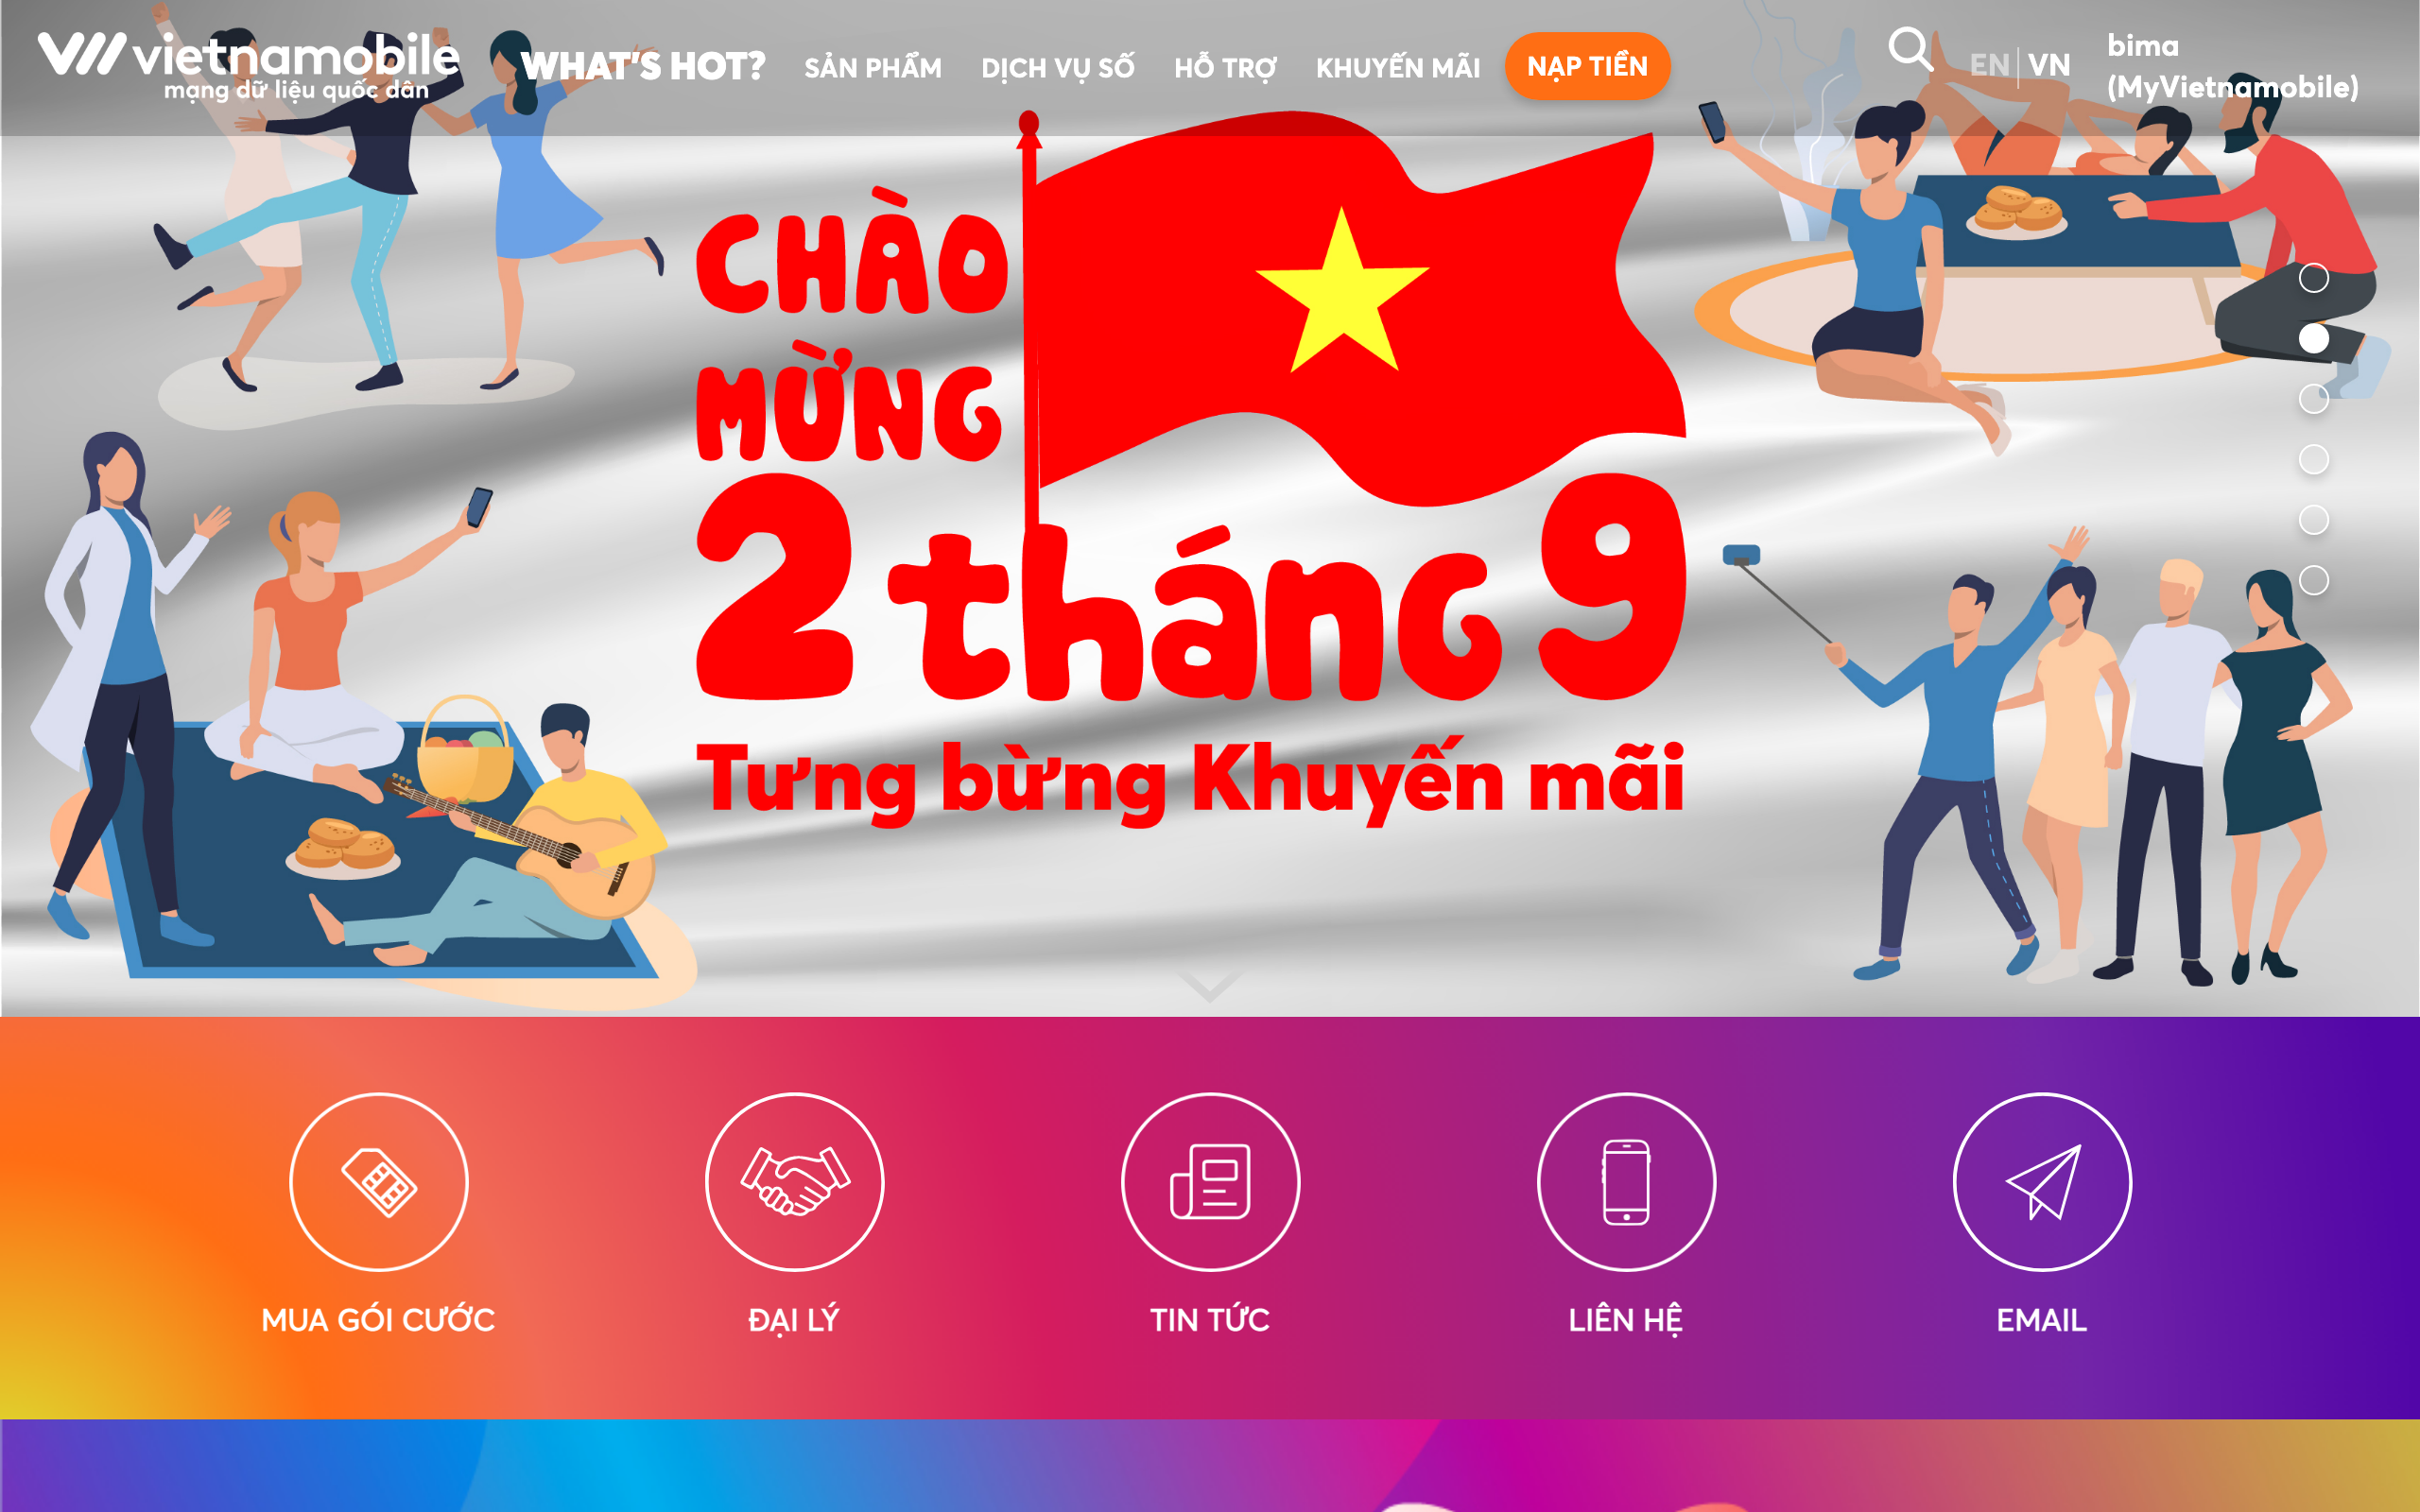 vietnamobile
mạng dữ liệu quốc dân
WHAT'S HOT?
SẢN PHẨM
DỊCH VỤ SỐ
HỖ TRỢ
KHUYẾN MÃI
NẠP TIỀN
EN VN
bima
(MyVietnamobile)
CHÀO
MỪNG
2 tháng 9
Tưng bừng Khuyến mãi
MUA GÓI CƯỚC
ĐẠI LÝ
TIN TỨC
LIÊN HỆ
EMAIL